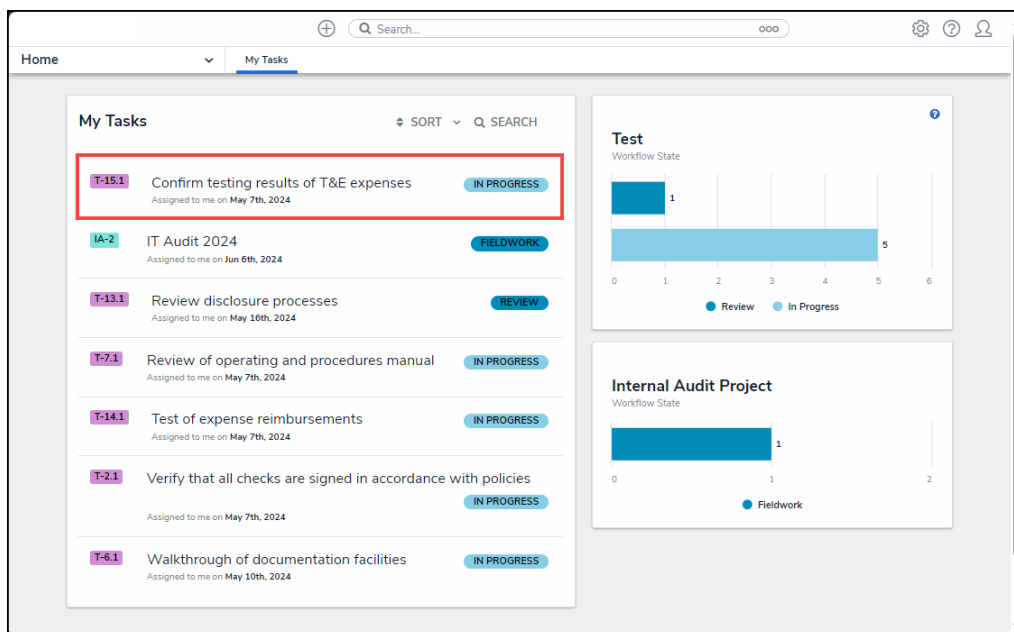 Search...
ooo
Home
My Tasks
My Tasks
SORT
SEARCH
T-15.1
Confirm testing results of T&E expenses
IN PROGRESS
Assigned to me on May 7th, 2024
IA-2
IT Audit 2024
FIELDWORK
Assigned to me on Jun 6th, 2024
T-13.1
Review disclosure processes
REVIEW
Assigned to me on May 16th, 2024
T-7.1
Review of operating and procedures manual
IN PROGRESS
Assigned to me on May 7th, 2024
T-14.1
Test of expense reimbursements
IN PROGRESS
Assigned to me on May 7th, 2024
T-2.1
Verify that all checks are signed in accordance with policies
IN PROGRESS
Assigned to me on May 7th, 2024
T-6.1
Walkthrough of documentation facilities
IN PROGRESS
Assigned to me on May 10th, 2024
?
Test
Workflow State
1
5
0 1 2 3 4 5 6
Review In Progress
Internal Audit Project
Workflow State
1
0 1 2
Fieldwork